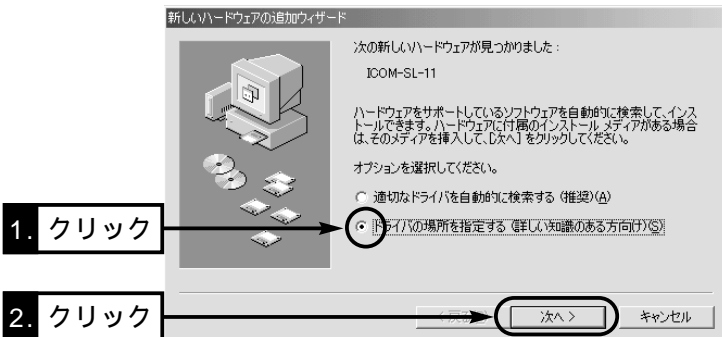 新しいハードウェアの追加ウィザード
次の新しいハードウェアが見つかりました:
ICOM-SL-11
ハードウェアをサポートしているソフトウェアを自動的に検索して、インス
トールできます。ハードウェアに付属のインストール メディアがある場合
は、そのメディアを挿入して、[次へ] をクリックしてください。
オプションを選択してください。
適切なドライバを自動的に検索する (推奨)(A)
1. クリック
ドライバの場所を指定する (詳しい知識のある方向け)(S)
2. クリック
次へ >
キャンセル